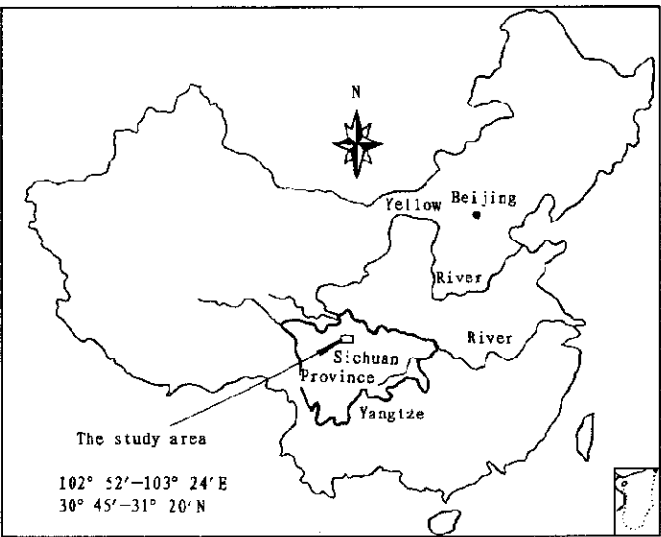 N
Yellow Beijing
River
River
Sichuan
Province
Yangtze
The study area
102° 52′—103° 24′E
30° 45′—31° 20′N